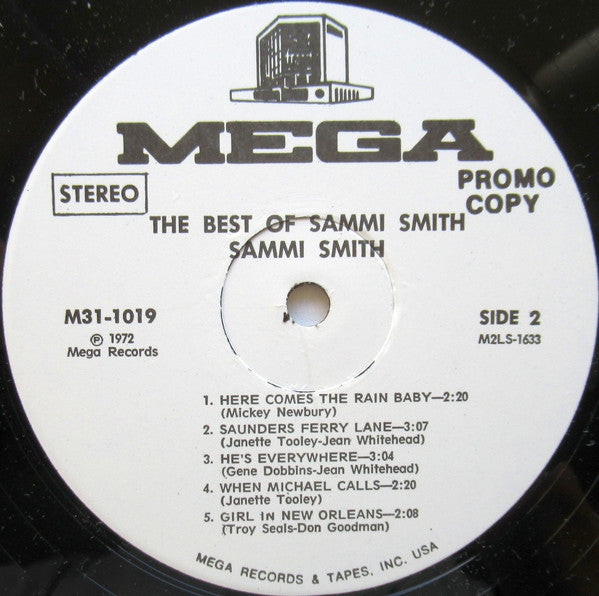 MEGA
STEREO
PROMO
COPY
THE BEST OF SAMMI SMITH
SAMMI SMITH
M31-1019
℗ 1972
Mega Records
SIDE 2
M2LS-1633
1. HERE COMES THE RAIN BABY—2:20
(Mickey Newbury)
2. SAUNDERS FERRY LANE—3:07
(Janette Tooley-Jean Whitehead)
3. HE'S EVERYWHERE—3:04
(Gene Dobbins-Jean Whitehead)
4. WHEN MICHAEL CALLS—2:20
(Janette Tooley)
5. GIRL IN NEW ORLEANS—2:08
(Troy Seals-Don Goodman)
MEGA RECORDS & TAPES, INC. USA